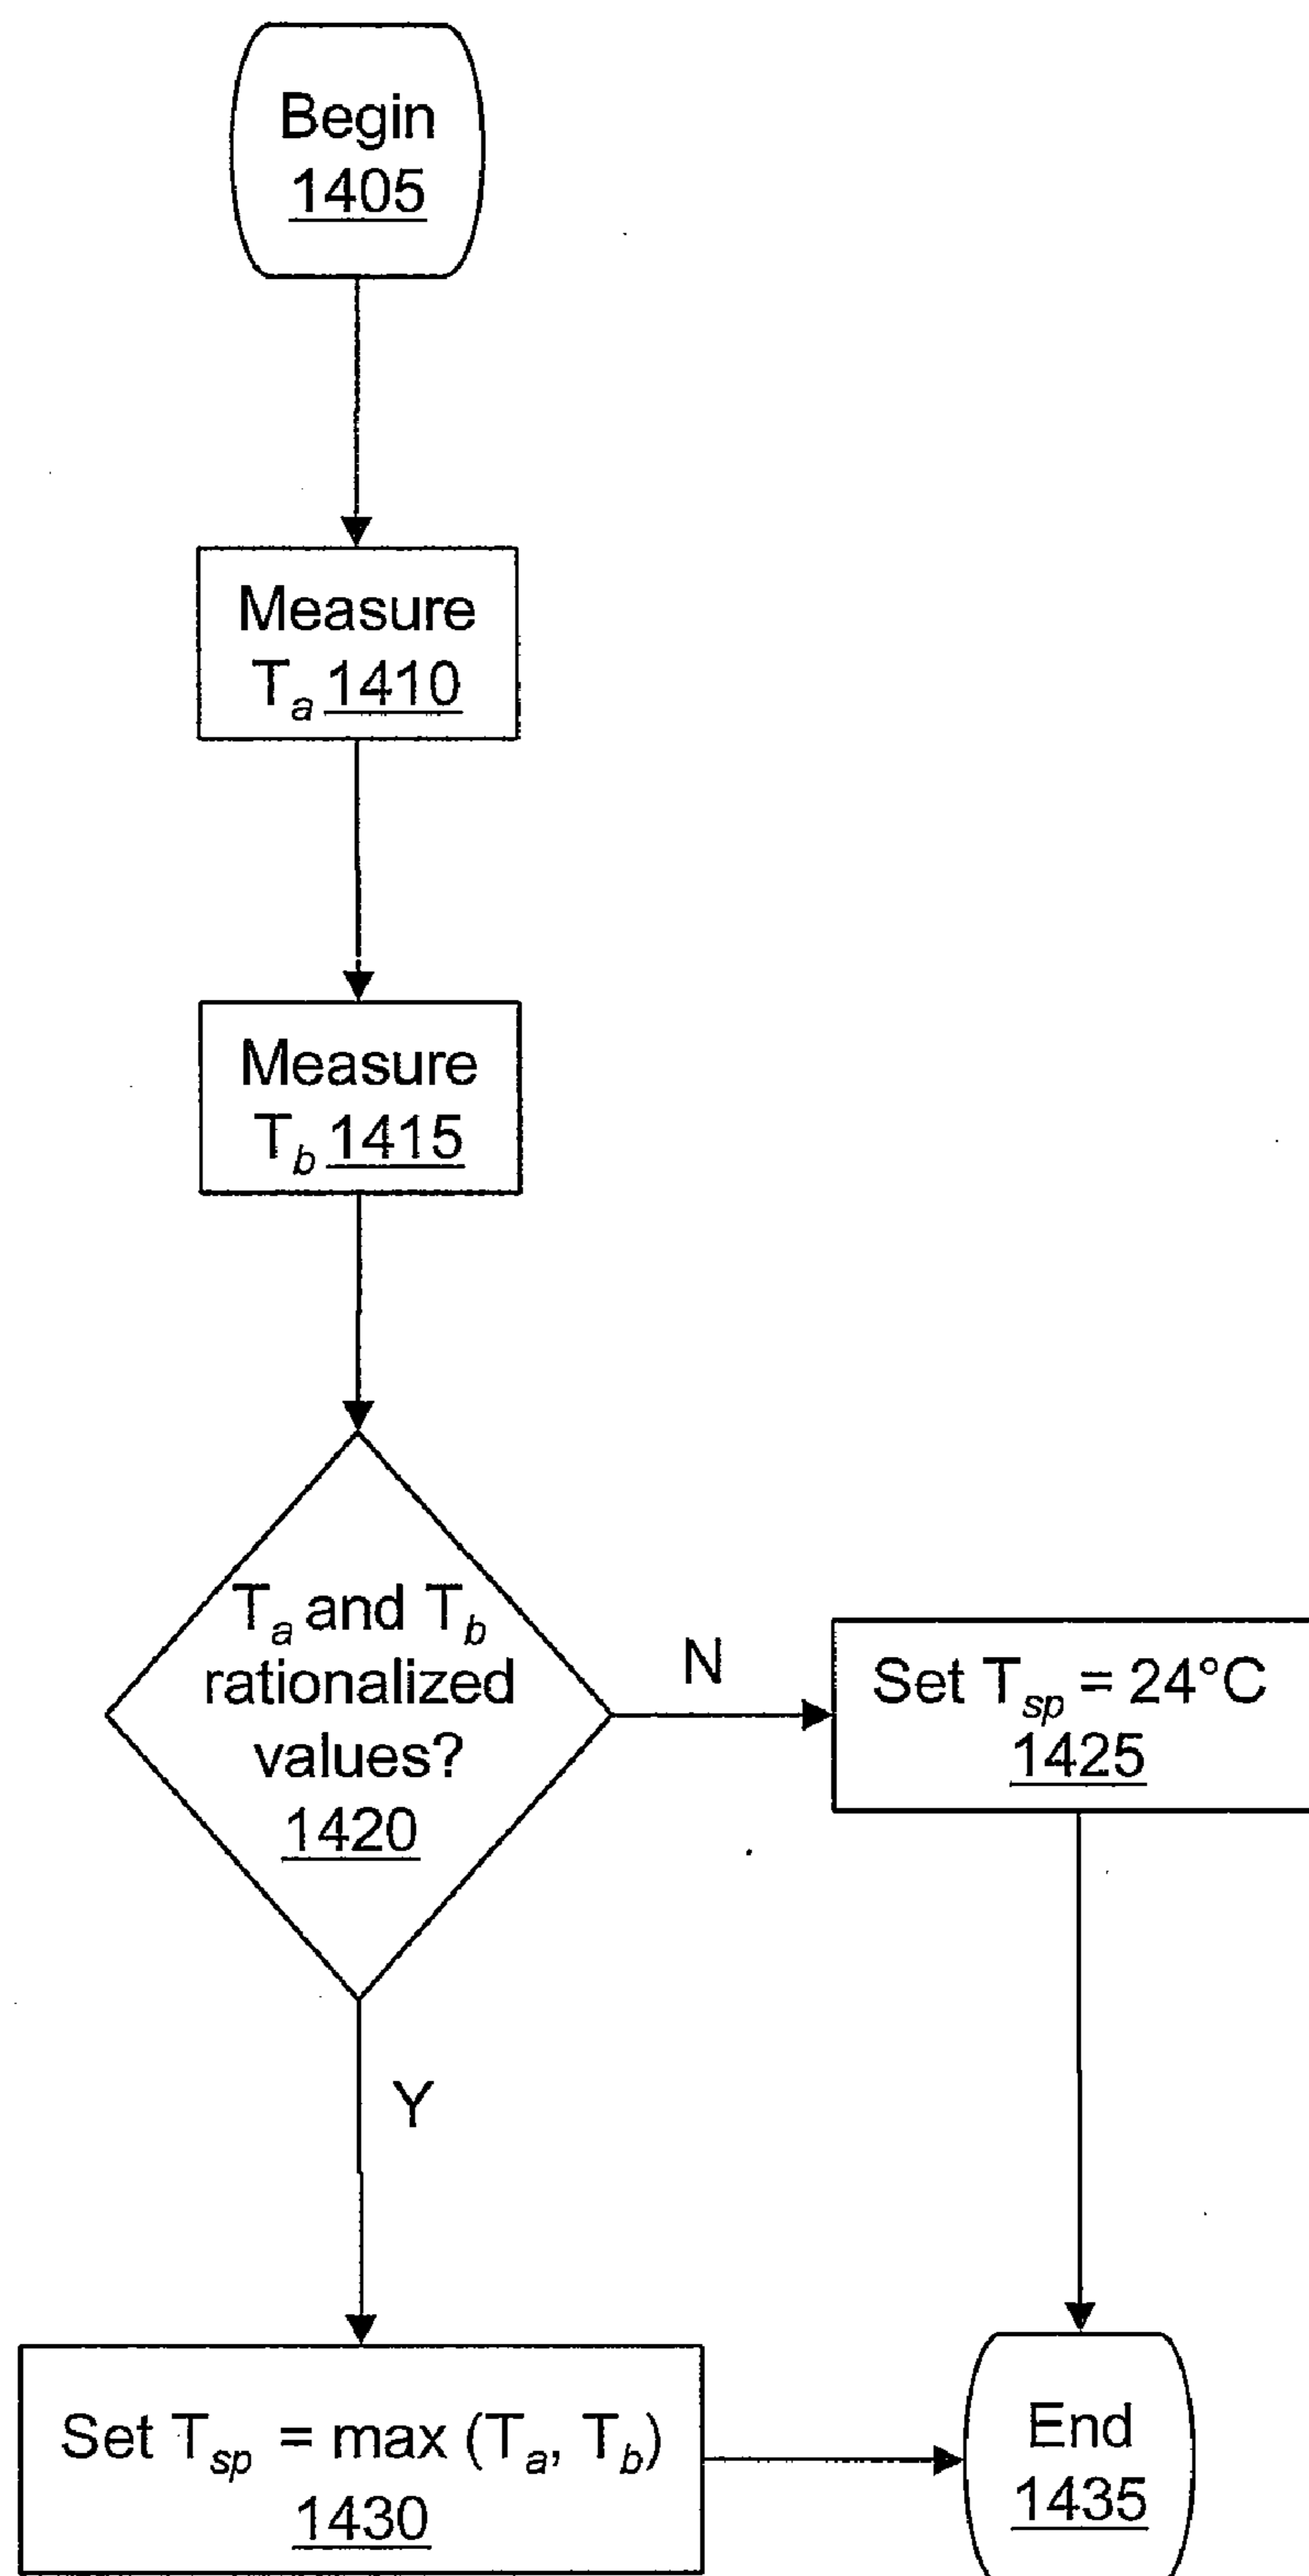 Begin
1405
Measure
Ta 1410
Measure
Tb 1415
Ta and Tb
rationalized
values?
1420
N
Set Tsp = 24°C
1425
Y
Set Tsp = max (Ta, Tb)
1430
End
1435